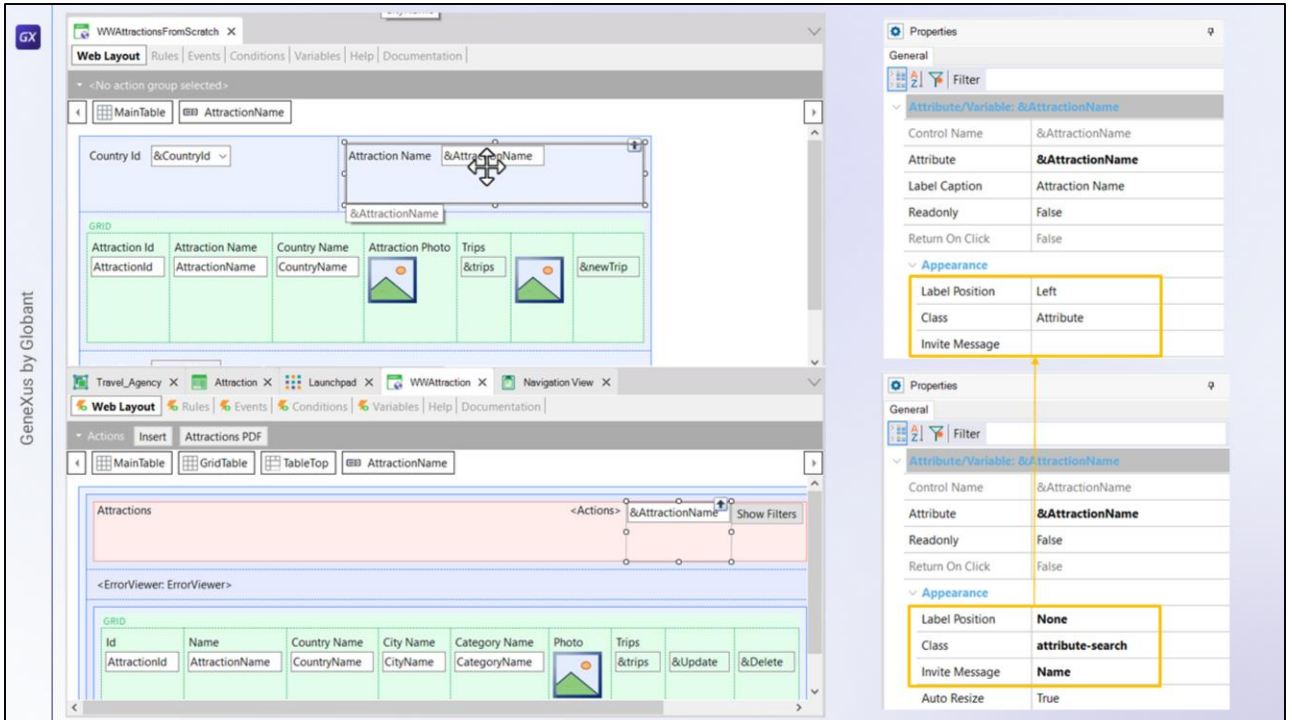 GX
GeneXus by Globant
WWAttractionsFromScratch
Web Layout Rules Events Conditions Variables Help Documentation
<No action group selected>
MainTable AttractionName
Country Id &CountryId
Attraction Name &AttractionName
&AttractionName
GRID
Attraction Id Attraction Name Country Name Attraction Photo Trips
AttractionId AttractionName CountryName &trips &newTrip
Travel_Agency Attraction Launchpad WWAttraction Navigation View
Web Layout Rules Events Conditions Variables Help Documentation
Actions Insert Attractions PDF
MainTable GridTable TableTop AttractionName
Attractions <Actions> &AttractionName Show Filters
<ErrorViewer: ErrorViewer>
GRID
Id Name Country Name City Name Category Name Photo Trips
AttractionId AttractionName CountryName CityName CategoryName &trips &Update &Delete
Properties
General
Filter
Attribute/Variable: &AttractionName
Control Name &AttractionName
Attribute &AttractionName
Label Caption Attraction Name
Readonly False
Return On Click False
Appearance
Label Position Left
Class Attribute
Invite Message
Properties
General
Filter
Attribute/Variable: &AttractionName
Control Name &AttractionName
Attribute &AttractionName
Readonly False
Return On Click False
Appearance
Label Position None
Class attribute-search
Invite Message Name
Auto Resize True